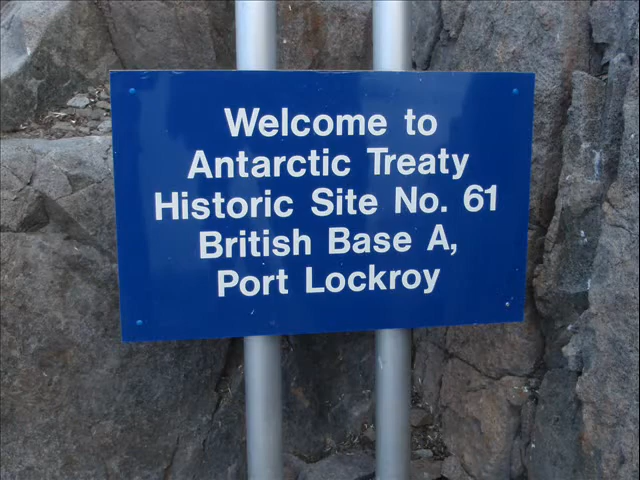 Welcome to
Antarctic Treaty
Historic Site No. 61
British Base A,
Port Lockroy